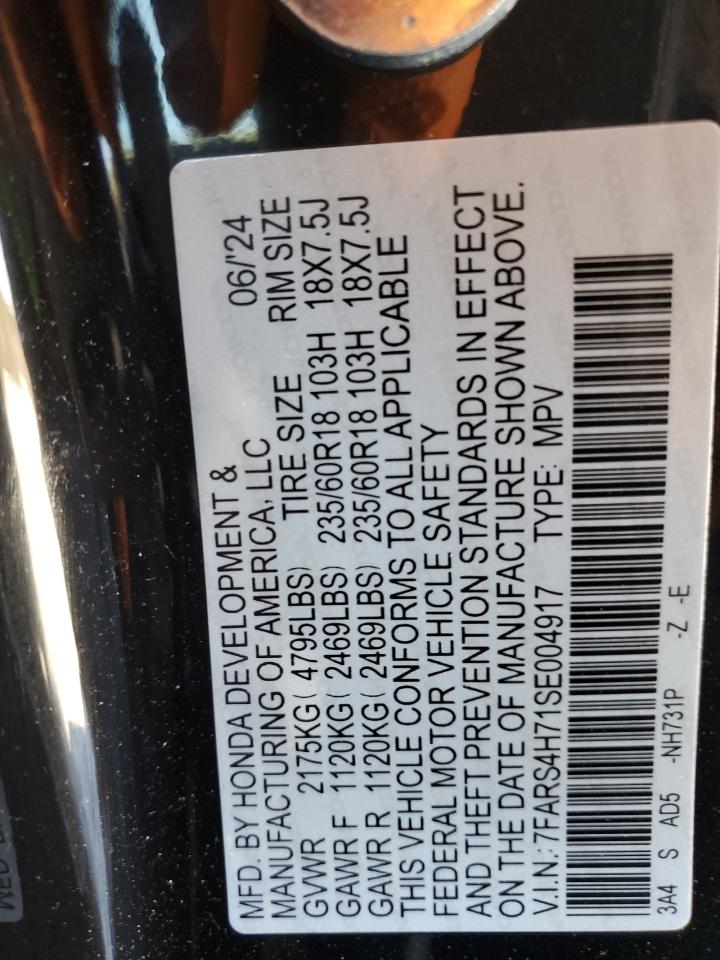 MFD. BY HONDA DEVELOPMENT & 06/'24
MANUFACTURING OF AMERICA, LLC
GVWR 2175KG( 4795LBS) TIRE SIZE RIM SIZE
GAWR F 1120KG( 2469LBS) 235/60R18 103H 18X7.5J
GAWR R 1120KG( 2469LBS) 235/60R18 103H 18X7.5J
THIS VEHICLE CONFORMS TO ALL APPLICABLE
FEDERAL MOTOR VEHICLE SAFETY
AND THEFT PREVENTION STANDARDS IN EFFECT
ON THE DATE OF MANUFACTURE SHOWN ABOVE.
V.I.N.: 7FARS4H71SE004917 TYPE: MPV
3A4 S AD5 -NH731P -Z -E